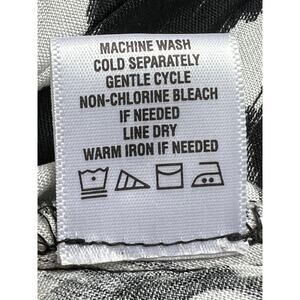 MACHINE WASH
COLD SEPARATELY
GENTLE CYCLE
NON-CHLORINE BLEACH
IF NEEDED
LINE DRY
WARM IRON IF NEEDED